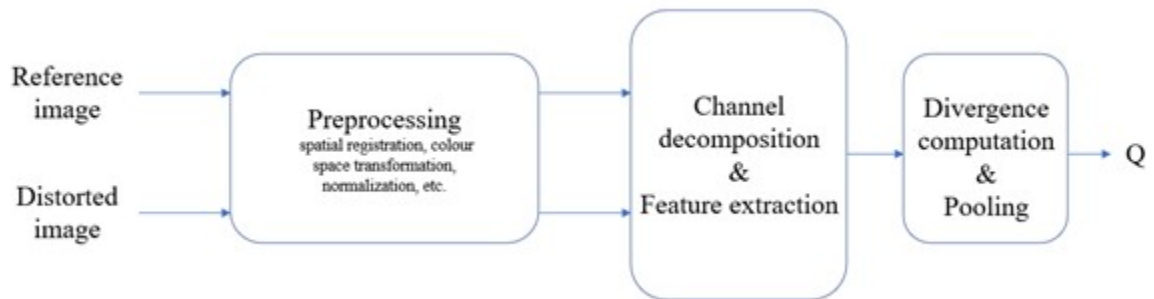 Reference
image
Distorted
image
Preprocessing
spatial registration, colour
space transformation,
normalization, etc.
Channel
decomposition
&
Feature extraction
Divergence
computation
&
Pooling
Q